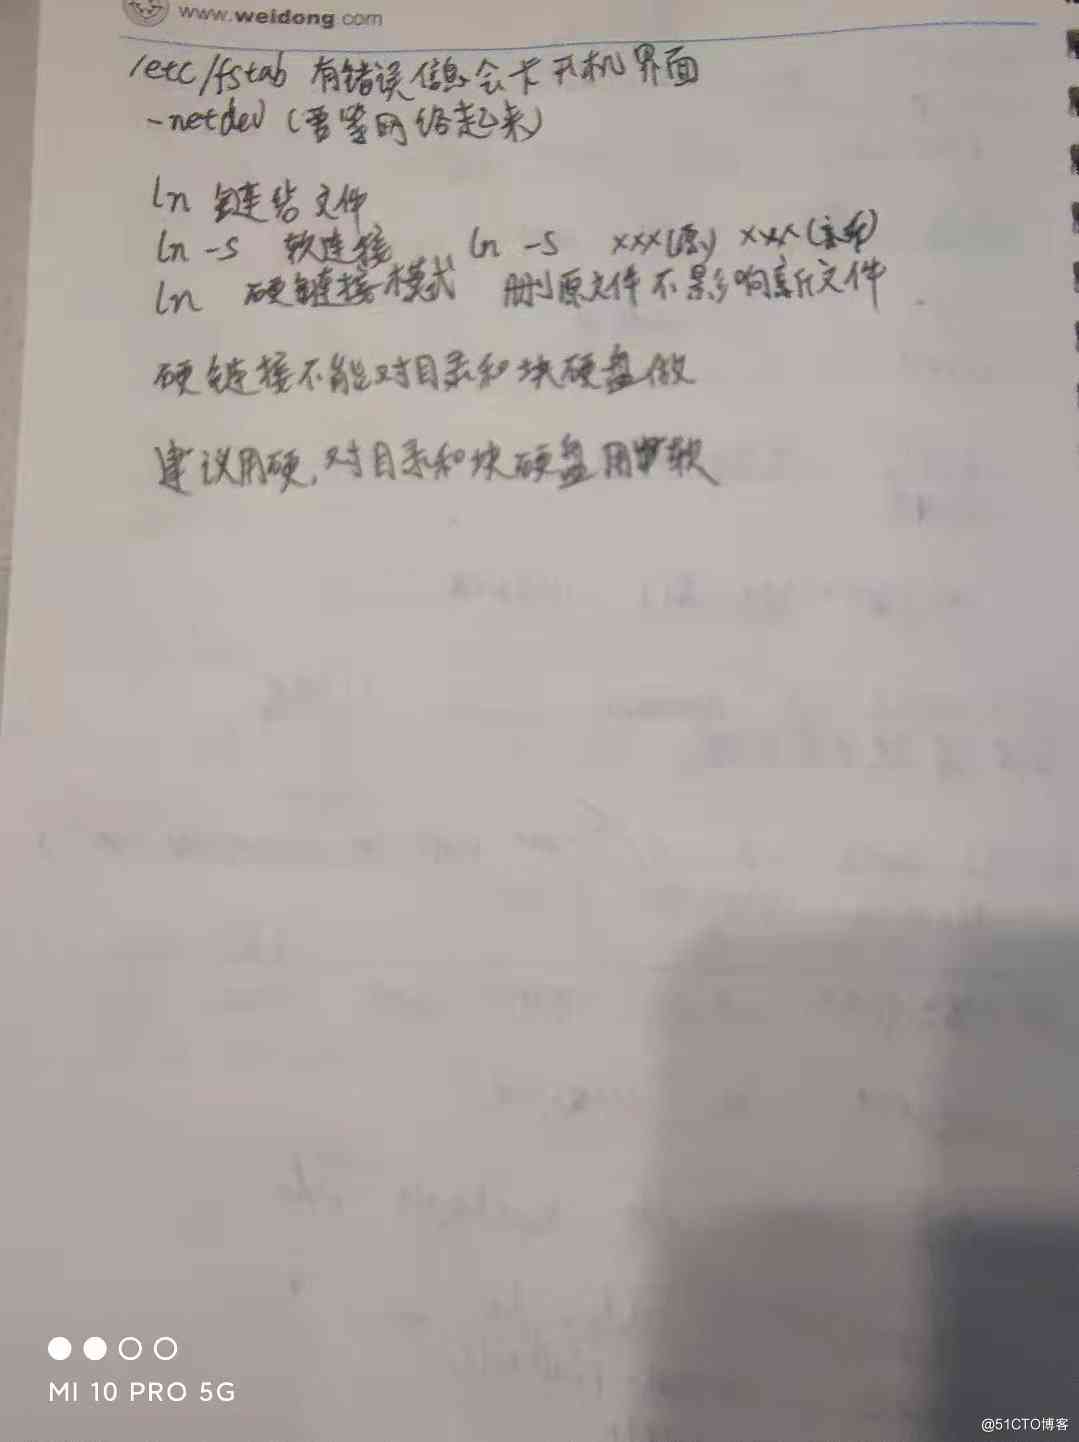 www.weidong.com
/etc/fstab 有错误信息会卡开机界面
-netdev (要等网络起来)
ln 链结文件
ln -s 软连接 ln -s xxx(原) xxx(新)
ln 硬链接模式 删原文件不影响新文件
硬链接不能对目录和块硬盘做
建议用硬,对目录和块硬盘用软
MI 10 PRO 5G
@51CTO博客